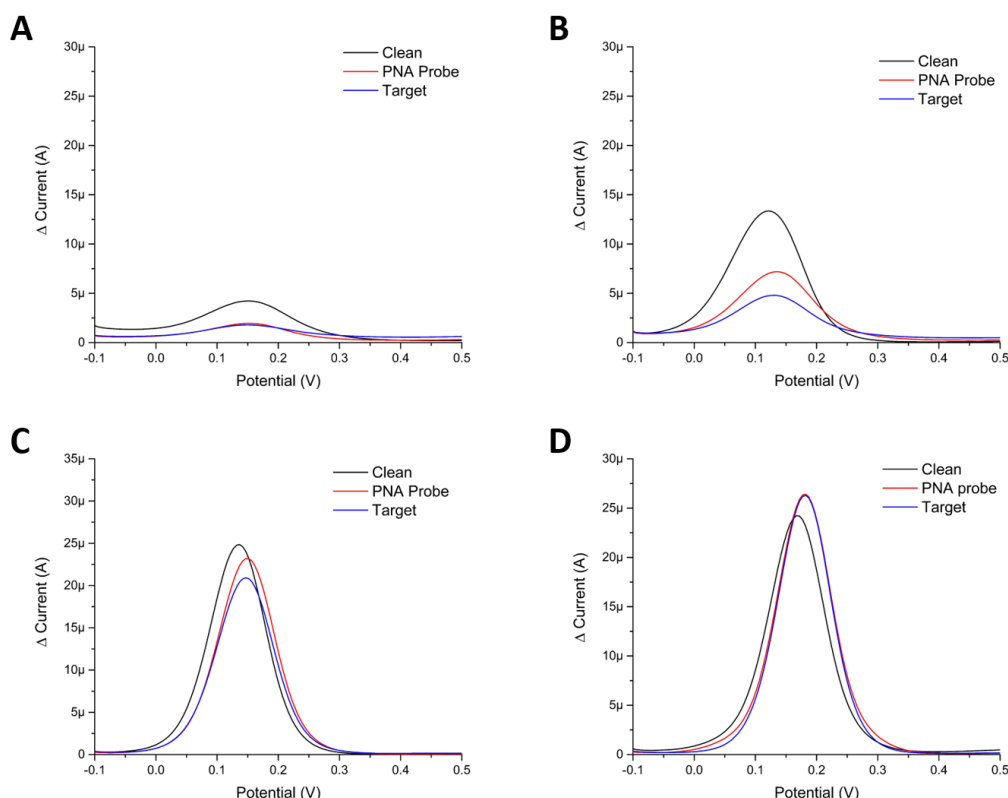 A
30µ
25µ
20µ
15µ
10µ
5µ
0
-0.1 0.0 0.1 0.2 0.3 0.4 0.5
Δ Current (A)
Potential (V)
Clean
PNA Probe
Target
B
30µ
25µ
20µ
15µ
10µ
5µ
0
-0.1 0.0 0.1 0.2 0.3 0.4 0.5
Δ Current (A)
Potential (V)
Clean
PNA Probe
Target
C
35µ
30µ
25µ
20µ
15µ
10µ
5µ
0
-0.1 0.0 0.1 0.2 0.3 0.4 0.5
Δ Current (A)
Potential (V)
Clean
PNA Probe
Target
D
30µ
25µ
20µ
15µ
10µ
5µ
0
-0.1 0.0 0.1 0.2 0.3 0.4 0.5
Δ Current (A)
Potential (V)
Clean
PNA probe
Target